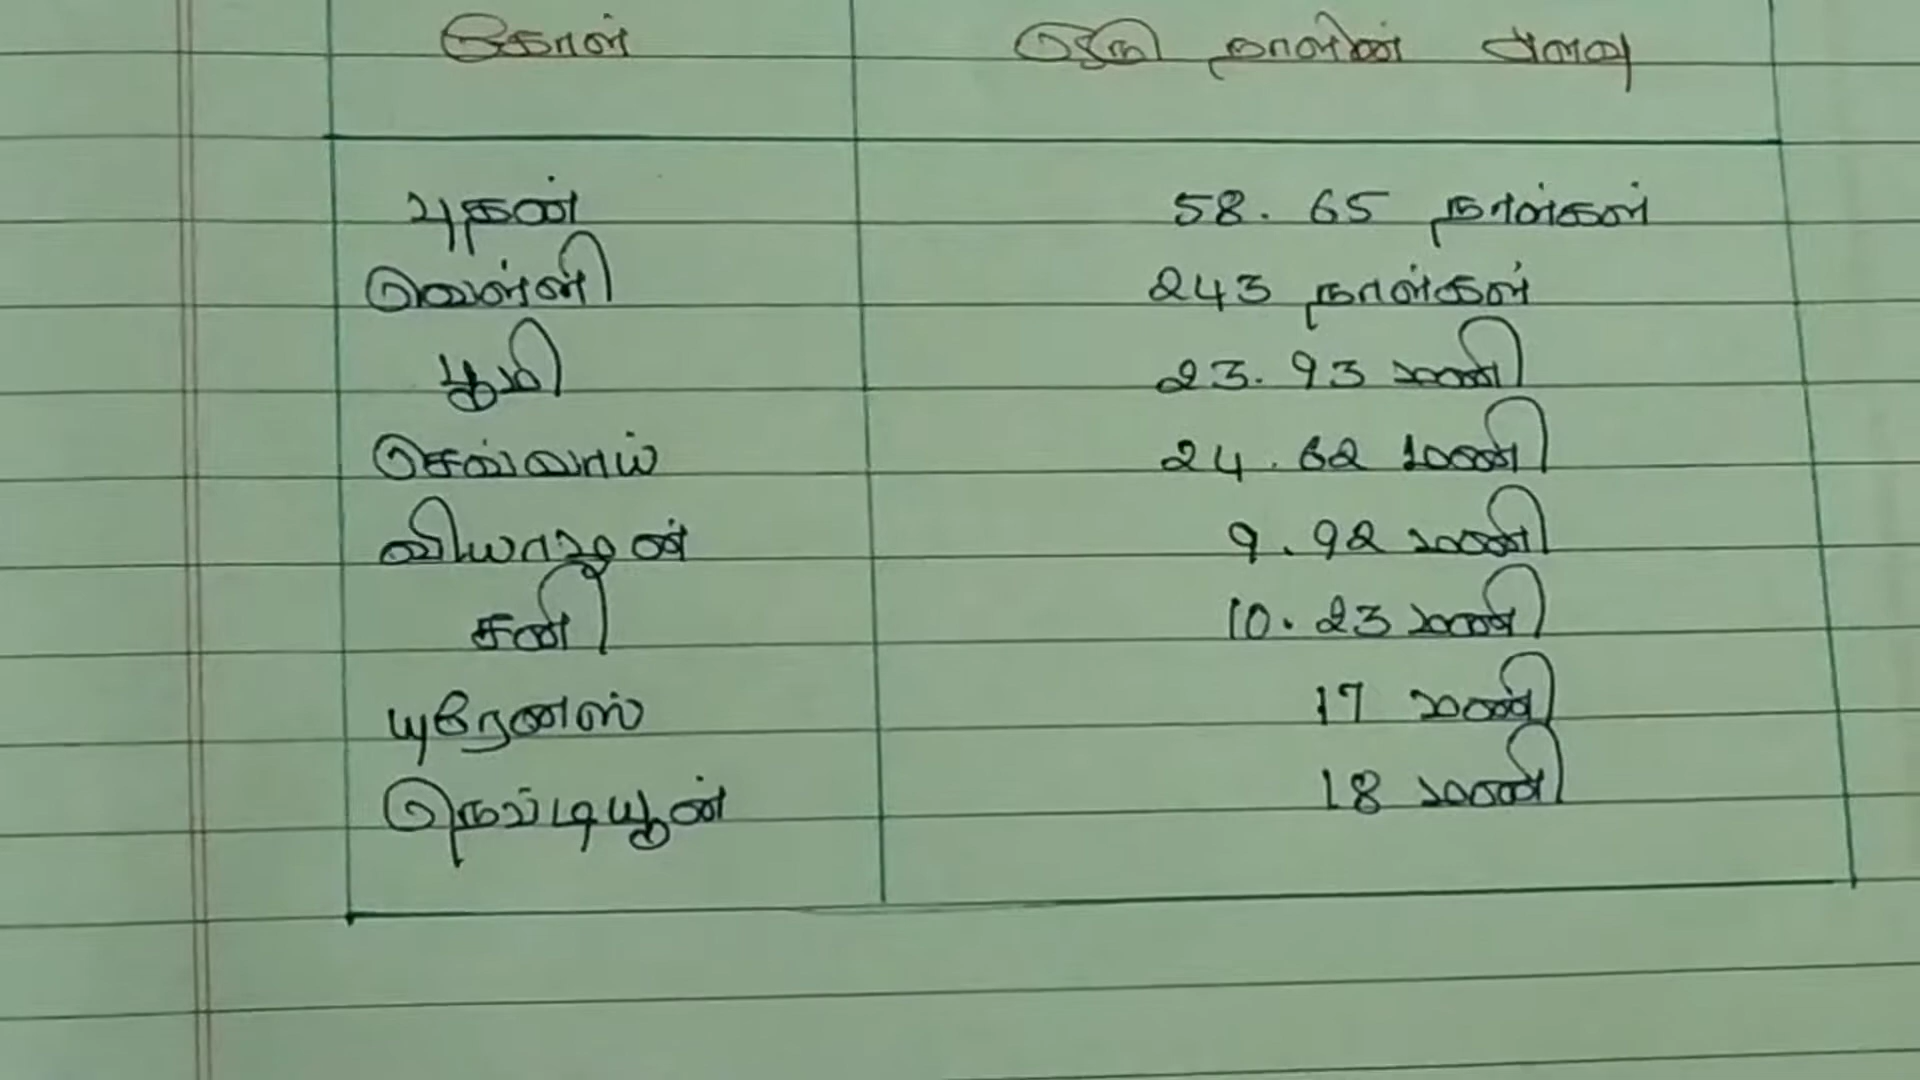 கோள் ஒரு நாளின் அளவு
புதன் 58.65 நாள்கள்
வெள்ளி 243 நாள்கள்
பூமி 23.93 மணி
செவ்வாய் 24.62 மணி
வியாழன் 9.92 மணி
சனி 10.23 மணி
யுரேனஸ் 17 மணி
நெப்டியூன் 18 மணி